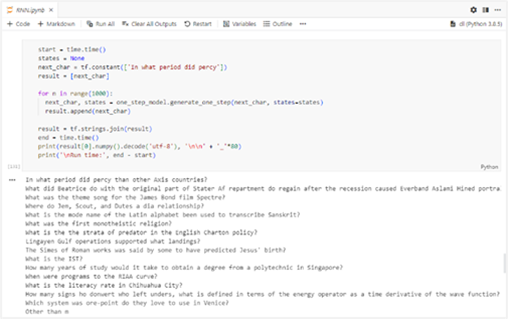 RNN.ipynb
+ Code + Markdown Run All Clear All Outputs Restart Variables Outline ... dl (Python 3.8.5)
start = time.time()
states = None
next_char = tf.constant(['In what period did percy'])
result = [next_char]
for n in range(1000):
next_char, states = one_step_model.generate_one_step(next_char, states=states)
result.append(next_char)
result = tf.strings.join(result)
end = time.time()
print(result[0].numpy().decode('utf-8'), '\n\n' + '_'*80)
print('\nRun time:', end - start)
Python
... In what period did percy than other Axis countries?
What did Beatrice do with the original part of Stater Af repartment do regain after the recession caused Everband Aslami Mined portra
What was the theme song for the James Bond film Spectre?
Where do Jem, Scout, and Dutes a dia relationship?
What is the mode name of the Latin alphabet been used to transcribe Sanskrit?
What was the first monotheistic religion?
What is the the strata of predator in the English Charton policy?
Lingayen Gulf operations supported what landings?
The Simes of Roman works was said by some to have predicted Jesus' birth?
What is the IST?
How many years of study would it take to obtain a degree from a polytechnic in Singapore?
When were programs to the RIAA curve?
What is the literacy rate in Chihuahua City?
How many signs ho donwert who left unders, what is defined in terms of the energy operator as a time derivative of the wave function?
Which system was ore-point do they love to use in Venice?
Other than m